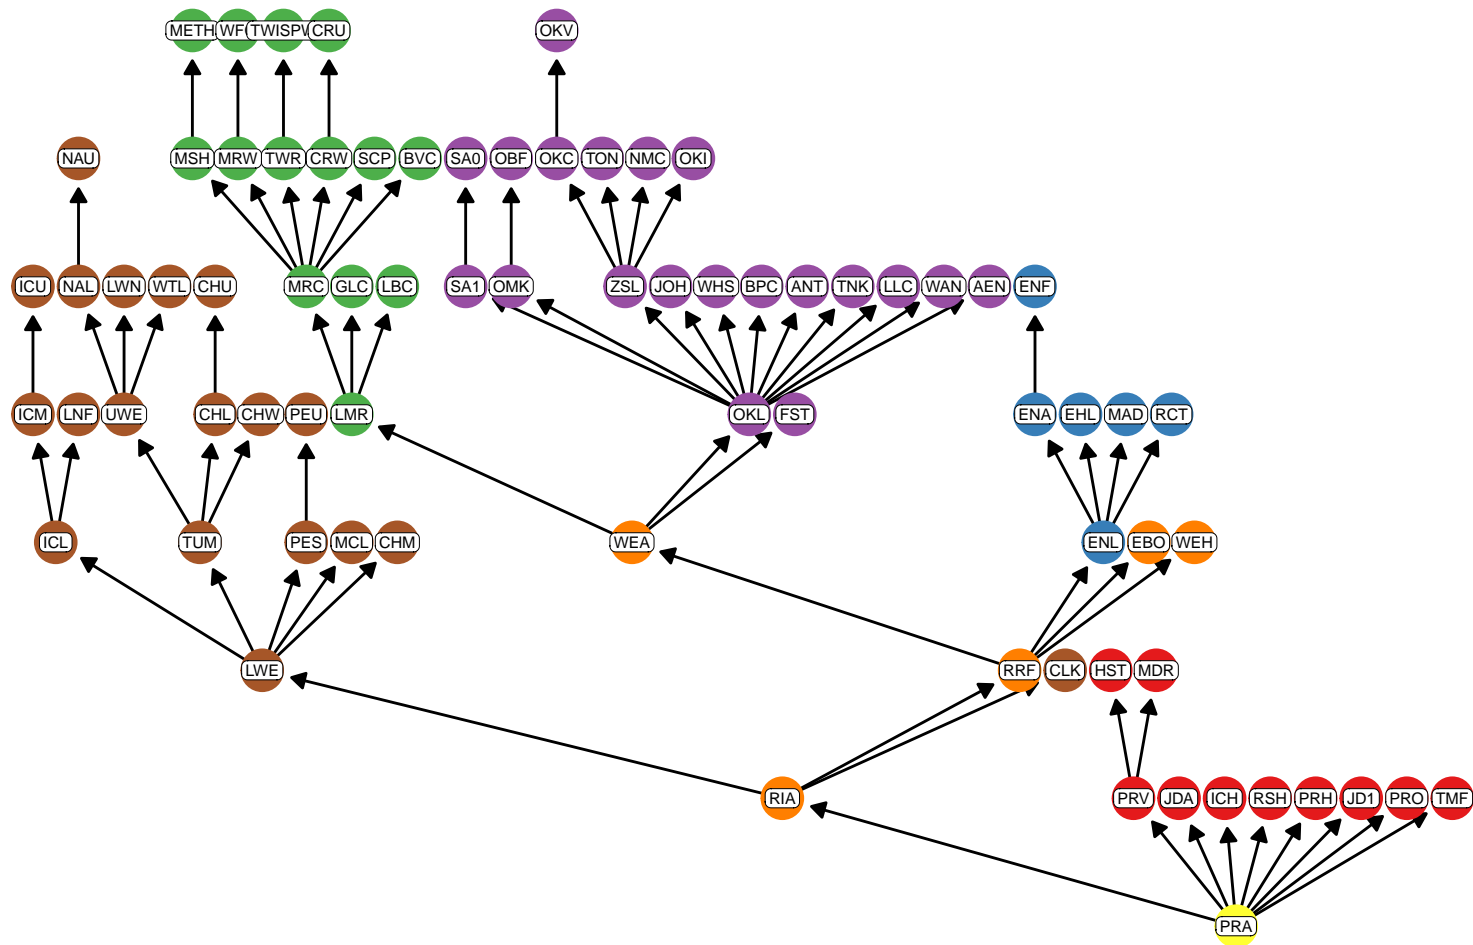 METH WF TWISPW CRU OKV
NAU MSH MRW TWR CRW SCP BVC SA0 OBF OKC TON NMC OKI
ICU NAL LWN WTL CHU MRC GLC LBC SA1 OMK ZSL JOH WHS BPC ANT TNK LLC WAN AEN ENF
ICM LNF UWE CHL CHW PEU LMR OKL FST ENA EHL MAD RCT
ICL TUM PES MCL CHM WEA ENL EBO WEH
LWE RRF CLK HST MDR
RIA PRV JDA ICH RSH PRH JD1 PRO TMF
PRA